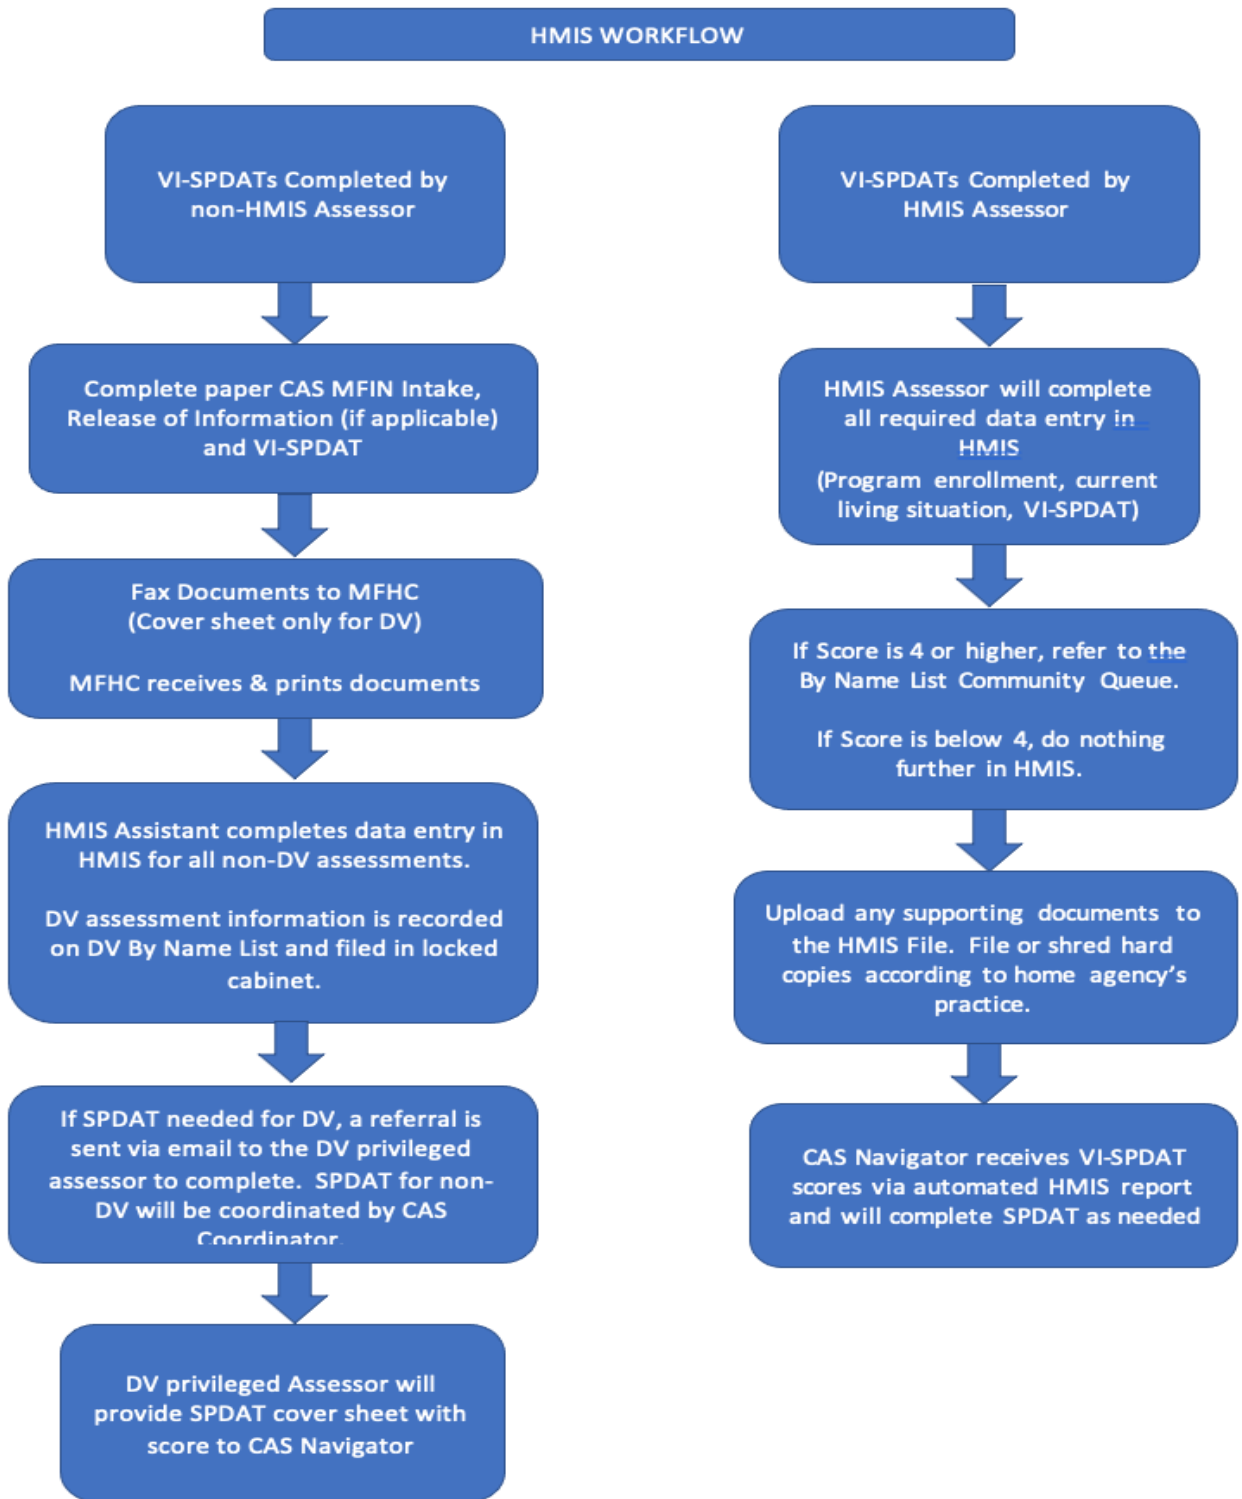 HMIS WORKFLOW
VI-SPDATs Completed by
non-HMIS Assessor
Complete paper CAS MFIN Intake,
Release of Information (if applicable)
and VI-SPDAT
Fax Documents to MFHC
(Cover sheet only for DV)
MFHC receives & prints documents
HMIS Assistant completes data entry in
HMIS for all non-DV assessments.
DV assessment information is recorded
on DV By Name List and filed in locked
cabinet.
If SPDAT needed for DV, a referral is
sent via email to the DV privileged
assessor to complete.  SPDAT for non-
DV will be coordinated by CAS
Coordinator.
DV privileged Assessor will
provide SPDAT cover sheet with
score to CAS Navigator
VI-SPDATs Completed by
HMIS Assessor
HMIS Assessor will complete
all required data entry in
HMIS
(Program enrollment, current
living situation, VI-SPDAT)
If Score is 4 or higher, refer to the
By Name List Community Queue.
If Score is below 4, do nothing
further in HMIS.
Upload any supporting documents to
the HMIS File.  File or shred hard
copies according to home agency’s
practice.
CAS Navigator receives VI-SPDAT
scores via automated HMIS report
and will complete SPDAT as needed